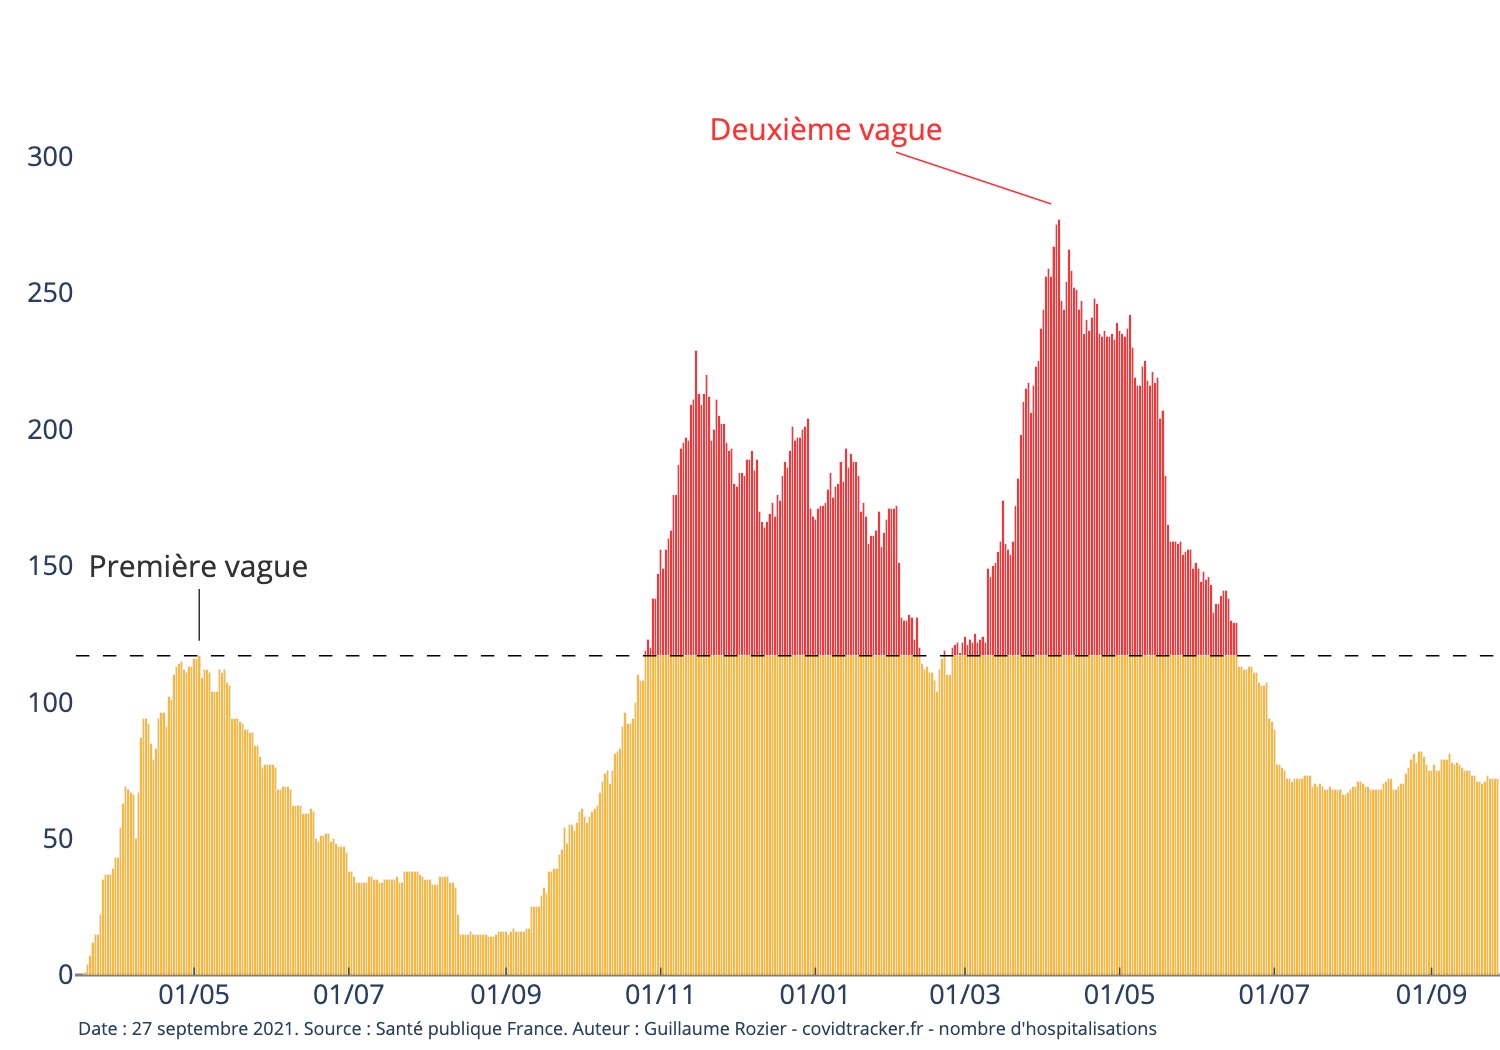 Deuxième vague
300
250
200
150
Première vague
100
50
0
01/05 01/07 01/09 01/11 01/01 01/03 01/05 01/07 01/09
Date : 27 septembre 2021. Source : Santé publique France. Auteur : Guillaume Rozier - covidtracker.fr - nombre d'hospitalisations